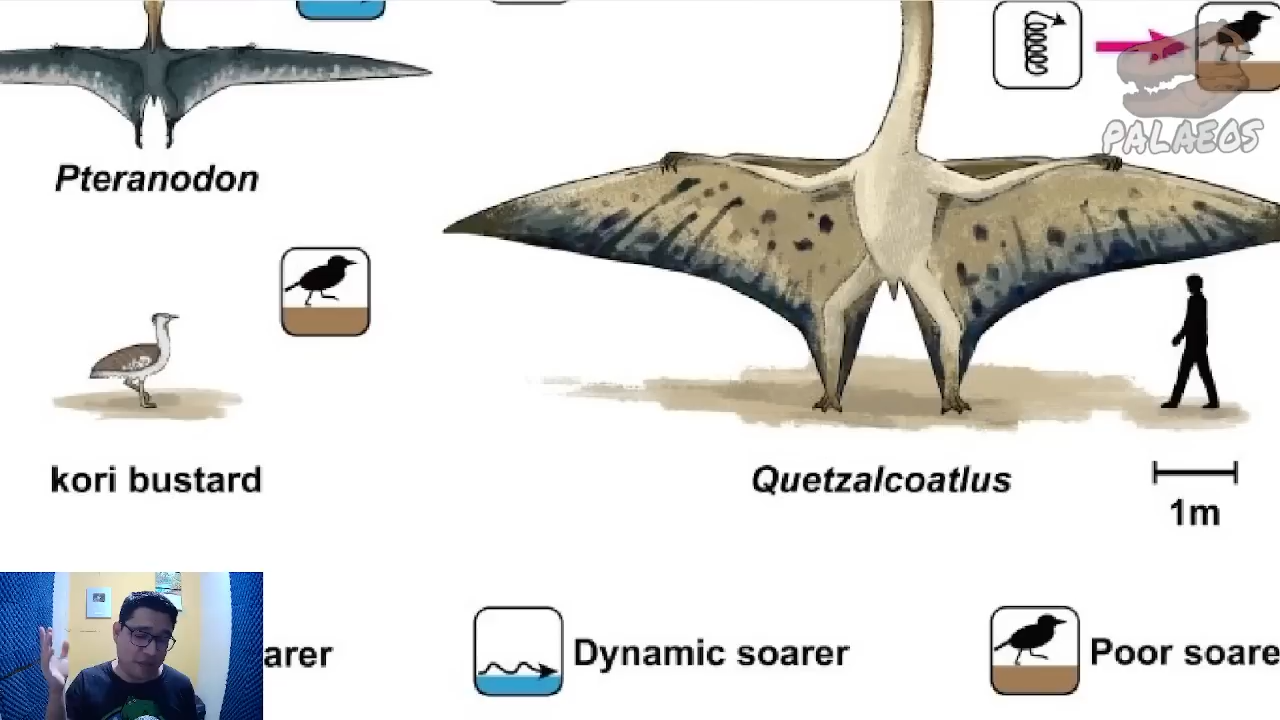 PALAEOS
Pteranodon
kori bustard
Quetzalcoatlus
1m
arer
Dynamic soarer
Poor soare